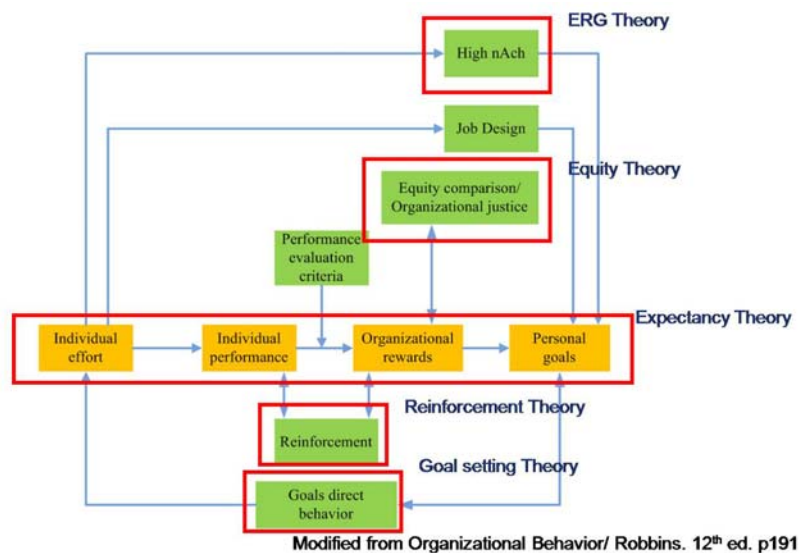 ERG Theory
High nAch
Job Design
Equity Theory
Equity comparison/
Organizational justice
Performance
evaluation
criteria
Expectancy Theory
Individual
effort
Individual
performance
Organizational
rewards
Personal
goals
Reinforcement Theory
Reinforcement
Goal setting Theory
Goals direct
behavior
Modified from Organizational Behavior/ Robbins. 12th ed. p191